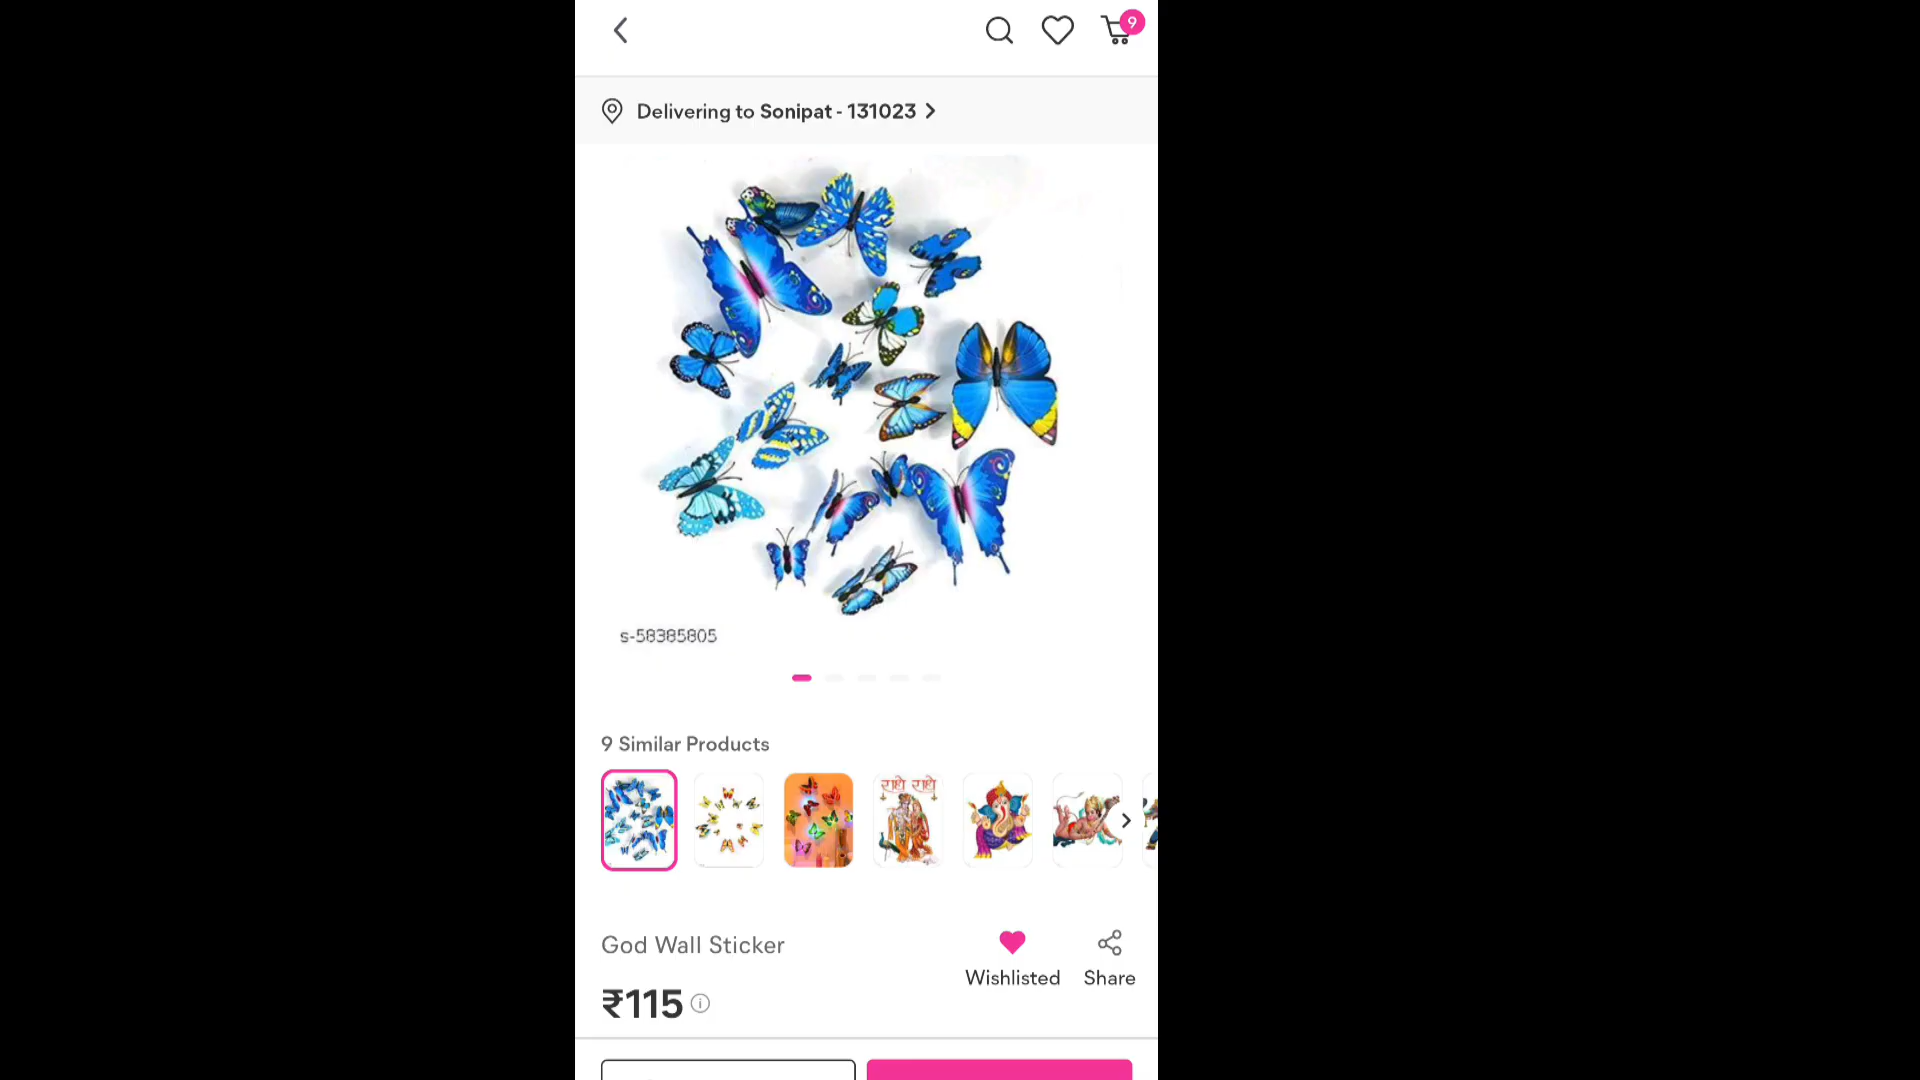 9
Delivering to Sonipat - 131023
s-58385805
9 Similar Products
राधे राधे
God Wall Sticker
Wishlisted
Share
₹115